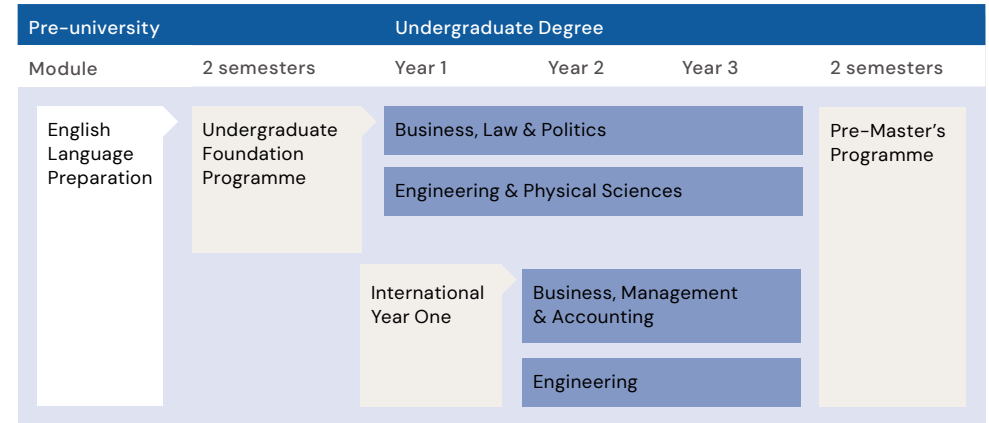 Pre-university
Undergraduate Degree
Module
2 semesters
Year 1
Year 2
Year 3
2 semesters
English
Language
Preparation
Undergraduate
Foundation
Programme
Business, Law & Politics
Engineering & Physical Sciences
International
Year One
Business, Management
& Accounting
Engineering
Pre-Master's
Programme